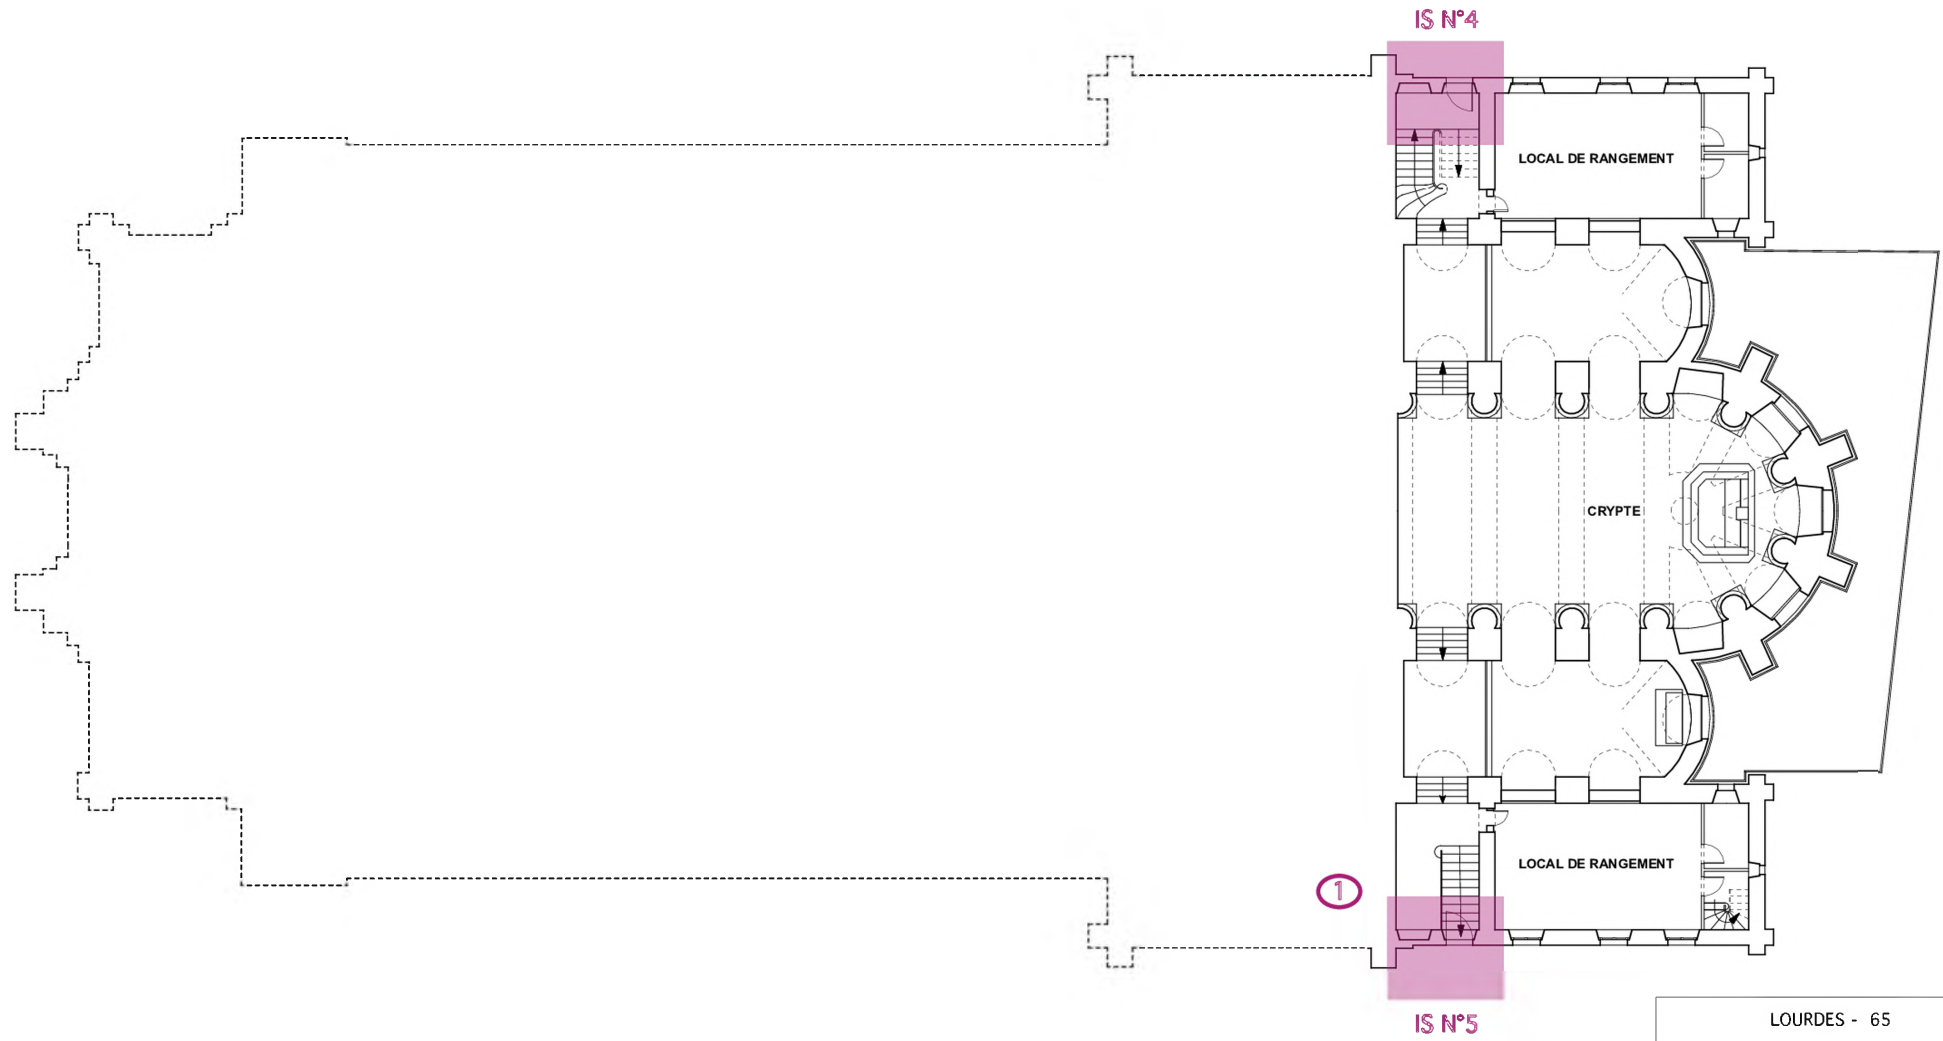 IS N°4
LOCAL DE RANGEMENT
CRYPTE
LOCAL DE RANGEMENT
1
IS N°5
LOURDES - 65